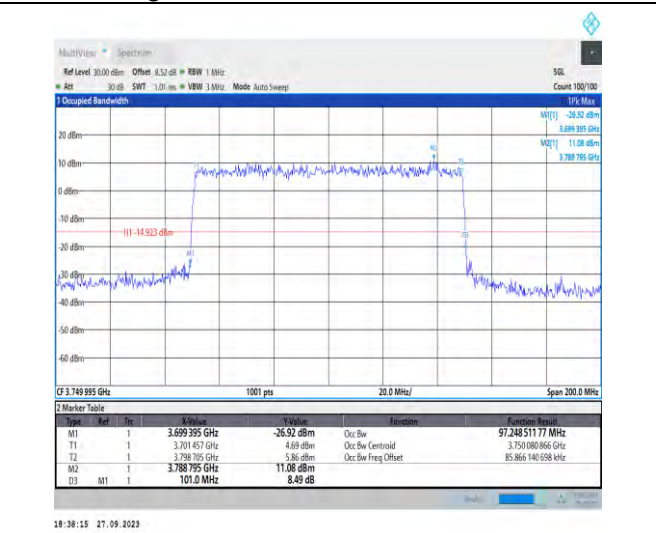 MultiView Spectrum
Ref Level 30.00 dBm Offset 8.52 dB RBW 1 MHz SGL
Att 30 dB SWT 1.01 ms VBW 3 MHz Mode Auto Sweep Count 100/100
1 Occupied Bandwidth 1Pk Max
M1[1] -26.92 dBm
3.699 395 GHz
M2[1] 11.08 dBm
3.788 795 GHz
20 dBm
M2
10 dBm
T1
T2
0 dBm
-10 dBm
H1 -14.923 dBm
D3
-20 dBm
M1
-30 dBm
-40 dBm
-50 dBm
-60 dBm
CF 3.749 995 GHz 1001 pts 20.0 MHz/ Span 200.0 MHz
2 Marker Table
Type Ref Trc X-Value Y-Value Function Function Result
M1 1 3.699 395 GHz -26.92 dBm Occ Bw 97.248 511 77 MHz
T1 1 3.701 457 GHz 4.69 dBm Occ Bw Centroid 3.750 080 866 GHz
T2 1 3.798 705 GHz 5.86 dBm Occ Bw Freq Offset 85.866 140 698 kHz
M2 1 3.788 795 GHz 11.08 dBm
D3 M1 1 101.0 MHz 8.49 dB
18:38:15 27.09.2023